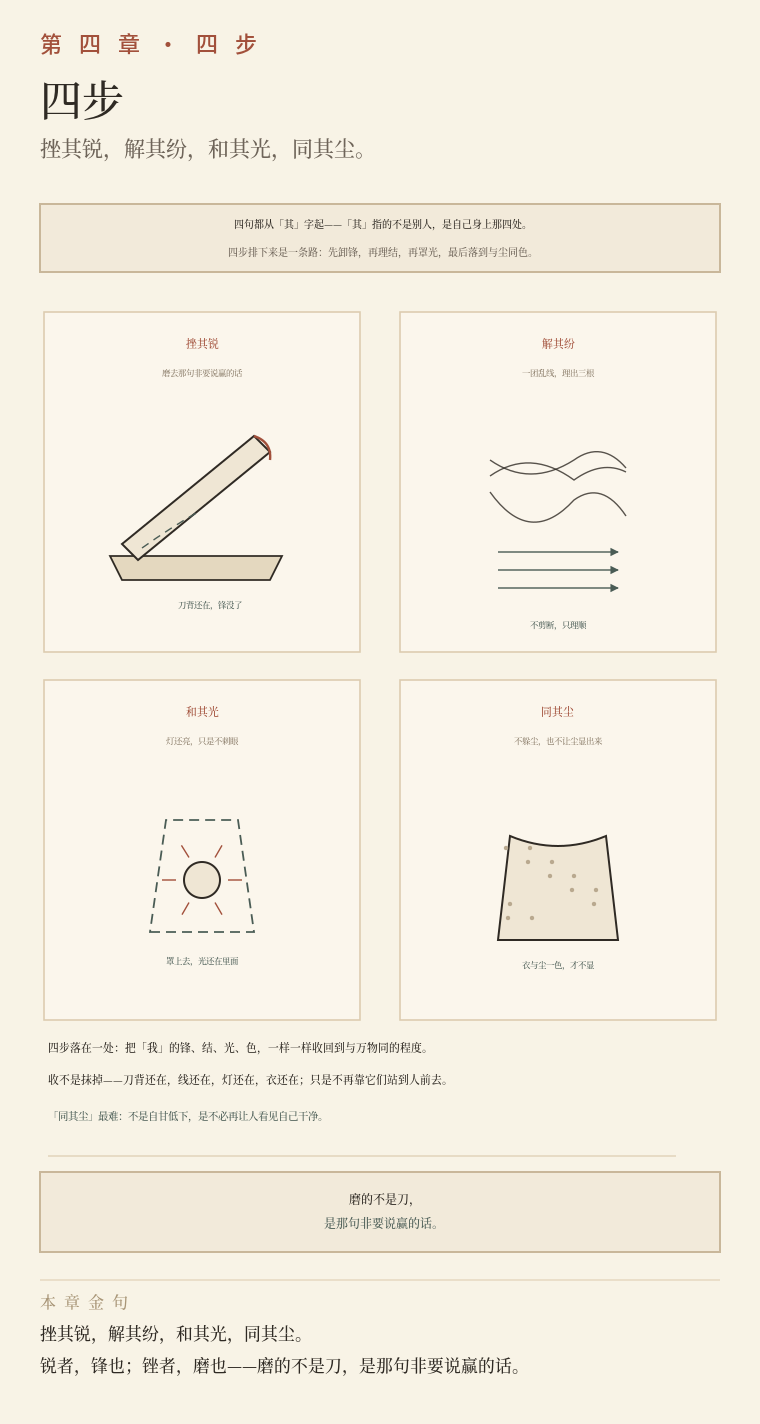 第四章·四步
四步
挫其锐，解其纷，和其光，同其尘。
四句都从「其」字起——「其」指的不是别人，是自己身上那四处。
四步排下来是一条路：先卸锋，再理结，再罩光，最后落到与尘同色。
挫其锐
磨去那句非要说赢的话
刀背还在，锋没了
解其纷
一团乱线，理出三根
不剪断，只理顺
和其光
灯还亮，只是不刺眼
罩上去，光还在里面
同其尘
不躲尘，也不让尘显出来
衣与尘一色，才不显
四步落在一处：把「我」的锋、结、光、色，一样一样收回到与万物同的程度。
收不是抹掉——刀背还在，线还在，灯还在，衣还在；只是不再靠它们站到人前去。
「同其尘」最难：不是自甘低下，是不必再让人看见自己干净。
磨的不是刀，
是那句非要说赢的话。
本章金句
挫其锐，解其纷，和其光，同其尘。
锐者，锋也；锉者，磨也——磨的不是刀，是那句非要说赢的话。